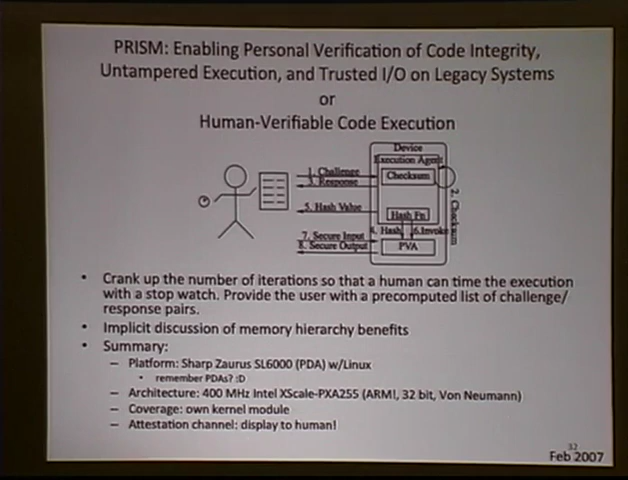 PRISM: Enabling Personal Verification of Code Integrity,
Untampered Execution, and Trusted I/O on Legacy Systems
or
Human-Verifiable Code Execution
Device
Execution Agent
1. Challenge
3. Response
Checksum
2. Checksum
5. Hash Value
Hash Fn
4. Hash
6.Invoke
7. Secure Input
8. Secure Output
PVA
• Crank up the number of iterations so that a human can time the execution
with a stop watch. Provide the user with a precomputed list of challenge/
response pairs.
• Implicit discussion of memory hierarchy benefits
• Summary:
– Platform: Sharp Zaurus SL6000 (PDA) w/Linux
• remember PDAs? :D
– Architecture: 400 MHz Intel XScale-PXA255 (ARM!, 32 bit, Von Neumann)
– Coverage: own kernel module
– Attestation channel: display to human!
32
Feb 2007